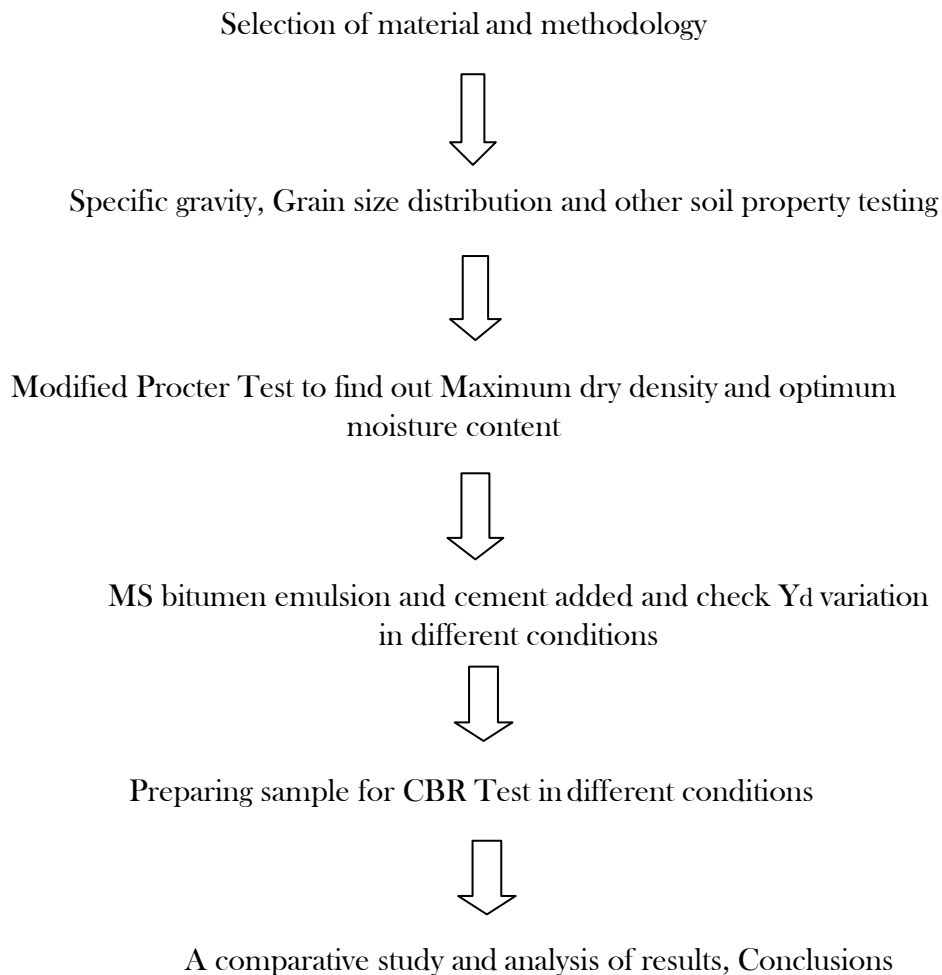 Selection of material and methodology
Specific gravity, Grain size distribution and other soil property testing
Modified Procter Test to find out Maximum dry density and optimum
moisture content
MS bitumen emulsion and cement added and check Yd variation
in different conditions
Preparing sample for CBR Test in different conditions
A comparative study and analysis of results, Conclusions